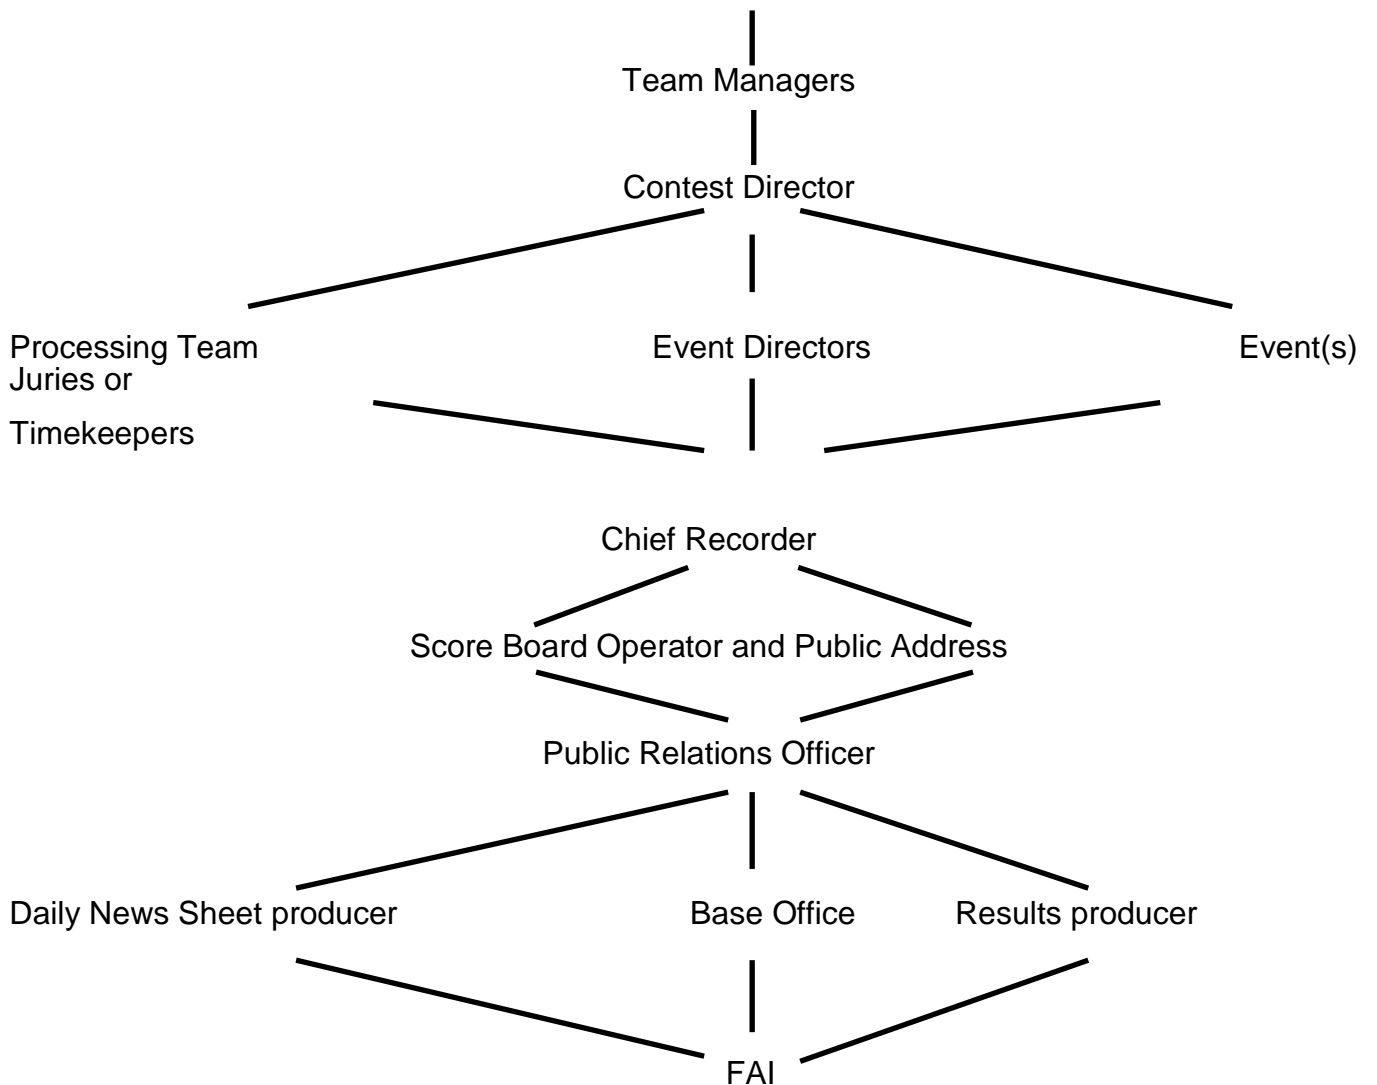 Team Managers
Contest Director
Processing Team
Event Directors
Event(s)
Juries or
Timekeepers
Chief Recorder
Score Board Operator and Public Address
Public Relations Officer
Daily News Sheet producer
Base Office
Results producer
FAI